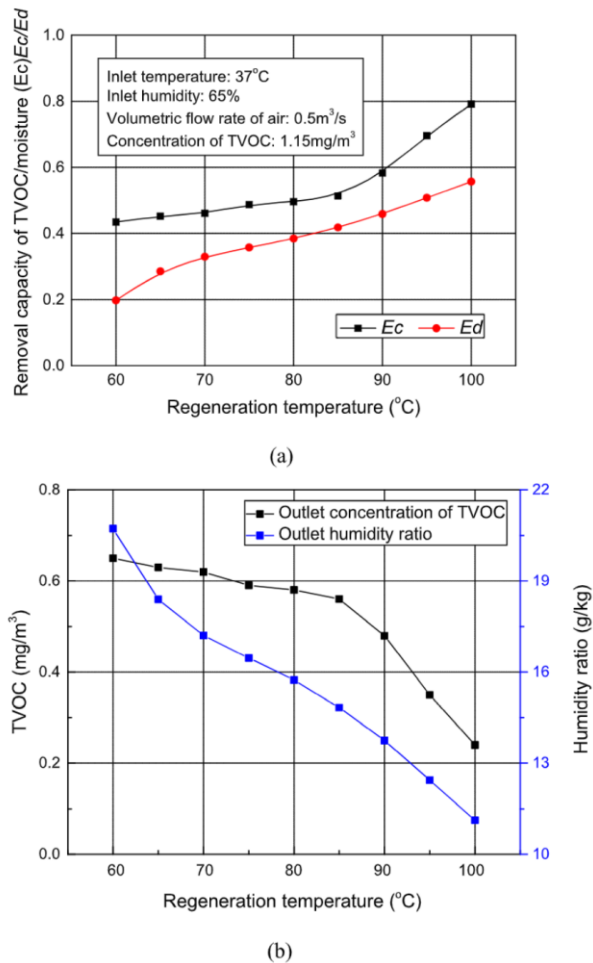 Removal capacity of TVOC/moisture (Ec)Ec/Ed
1.0
0.8
0.6
0.4
0.2
0.0
Inlet temperature: 37°C
Inlet humidity: 65%
Volumetric flow rate of air: 0.5m³/s
Concentration of TVOC: 1.15mg/m³
Ec
Ed
60 70 80 90 100
Regeneration temperature (°C)
(a)
TVOC (mg/m³)
0.8
0.6
0.4
0.2
0.0
Outlet concentration of TVOC
Outlet humidity ratio
22
19
16
13
10
Humidity ratio (g/kg)
60 70 80 90 100
Regeneration temperature (°C)
(b)